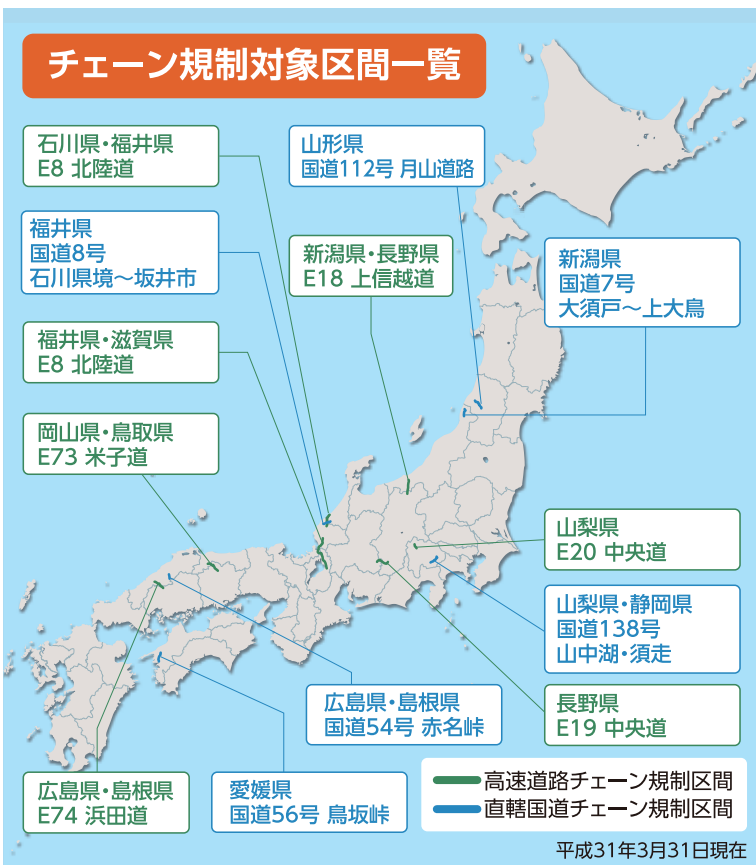 チェーン規制対象区間一覧
石川県・福井県
E8 北陸道
山形県
国道112号 月山道路
福井県
国道8号
石川県境～坂井市
新潟県・長野県
E18 上信越道
新潟県
国道7号
大須戸～上大鳥
福井県・滋賀県
E8 北陸道
岡山県・鳥取県
E73 米子道
山梨県
E20 中央道
山梨県・静岡県
国道138号
山中湖・須走
広島県・島根県
国道54号 赤名峠
長野県
E19 中央道
広島県・島根県
E74 浜田道
愛媛県
国道56号 鳥坂峠
高速道路チェーン規制区間
直轄国道チェーン規制区間
平成31年3月31日現在